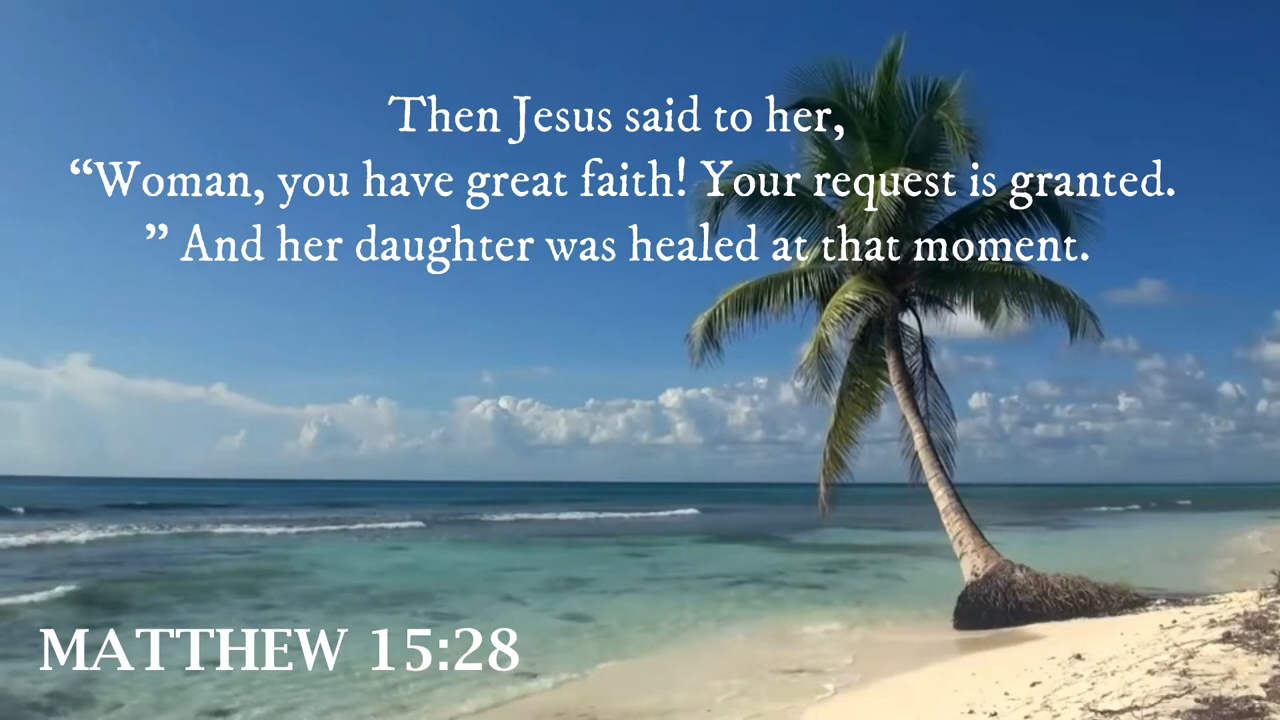 Then Jesus said to her,
“Woman, you have great faith! Your request is granted.
” And her daughter was healed at that moment.
MATTHEW 15:28